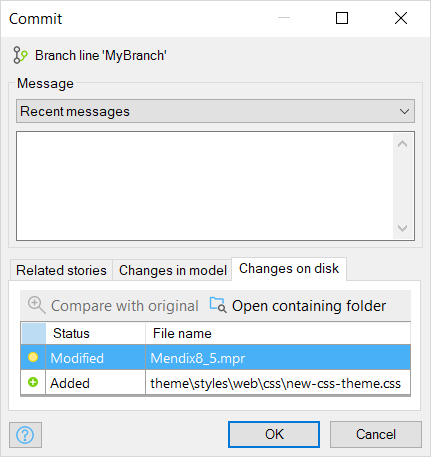 Commit
Branch line 'MyBranch'
Message
Recent messages
Related stories Changes in model Changes on disk
Compare with original Open containing folder
Status File name
Modified Mendix8_5.mpr
Added theme\styles\web\css\new-css-theme.css
? OK Cancel